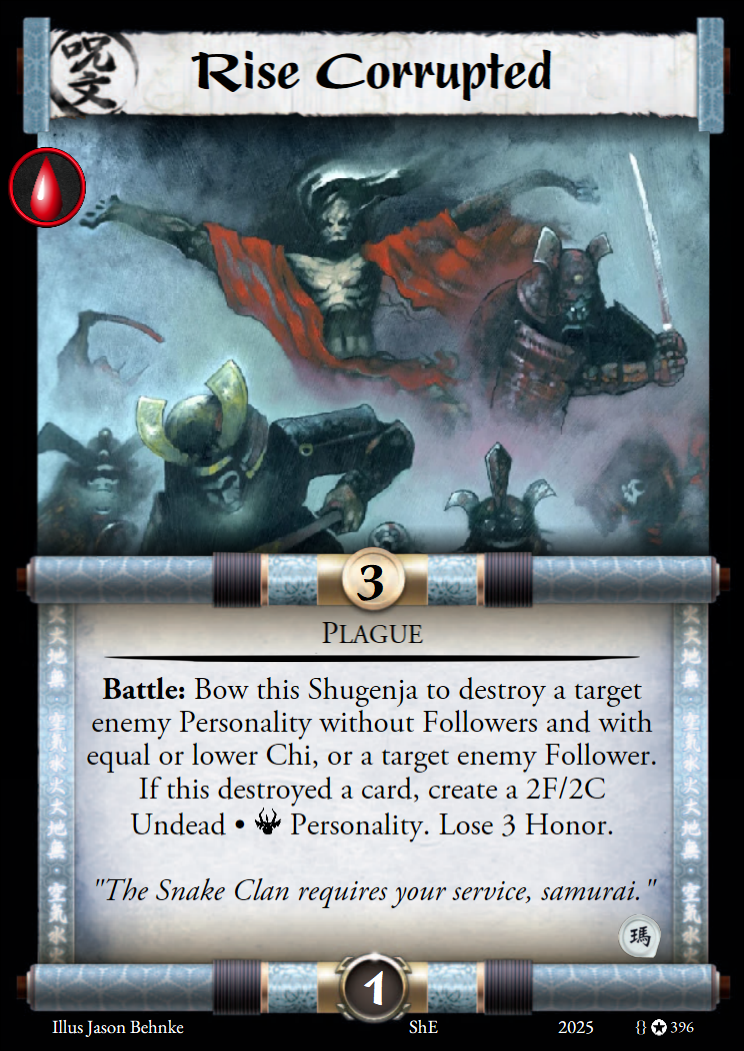 呪文
Rise Corrupted
3
PLAGUE
Battle: Bow this Shugenja to destroy a target
enemy Personality without Followers and with
equal or lower Chi, or a target enemy Follower.
If this destroyed a card, create a 2F/2C
Undead • Personality. Lose 3 Honor.
"The Snake Clan requires your service, samurai."
瑪
1
Illus Jason Behnke ShE 2025 {} 396